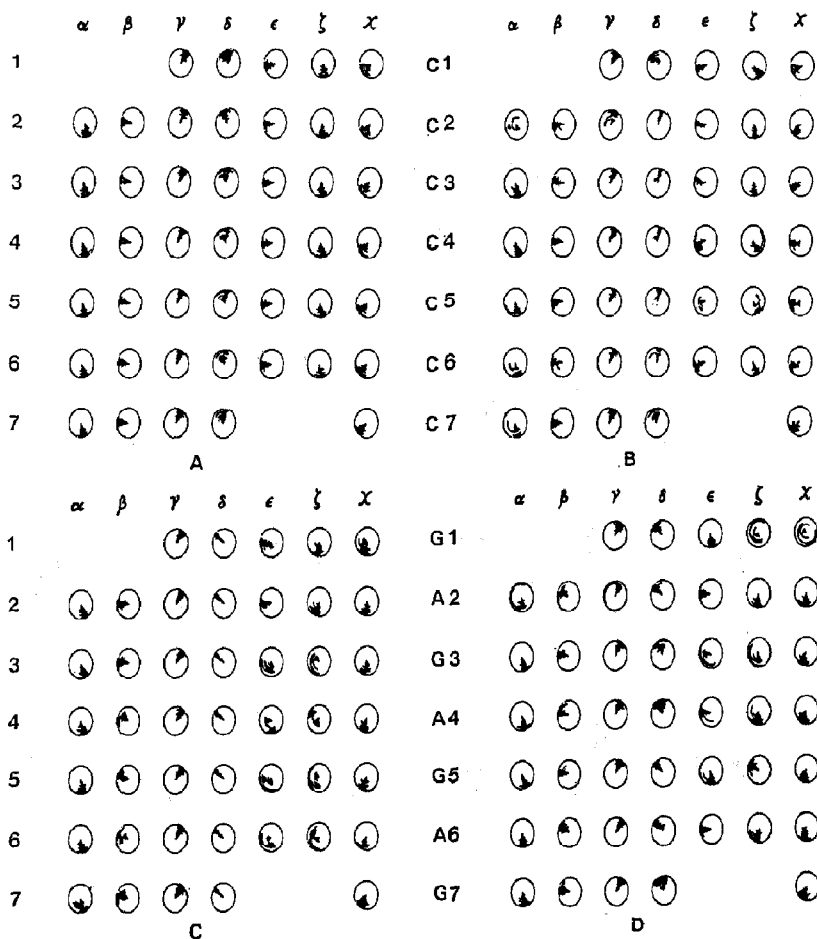 α β γ δ ϵ ζ χ
1
2
3
4
5
6
7
A
α β γ δ ϵ ζ χ
C1
C2
C3
C4
C5
C6
C7
B
α β γ δ ϵ ζ χ
1
2
3
4
5
6
7
C
α β γ δ ϵ ζ χ
G1
A2
G3
A4
G5
A6
G7
D